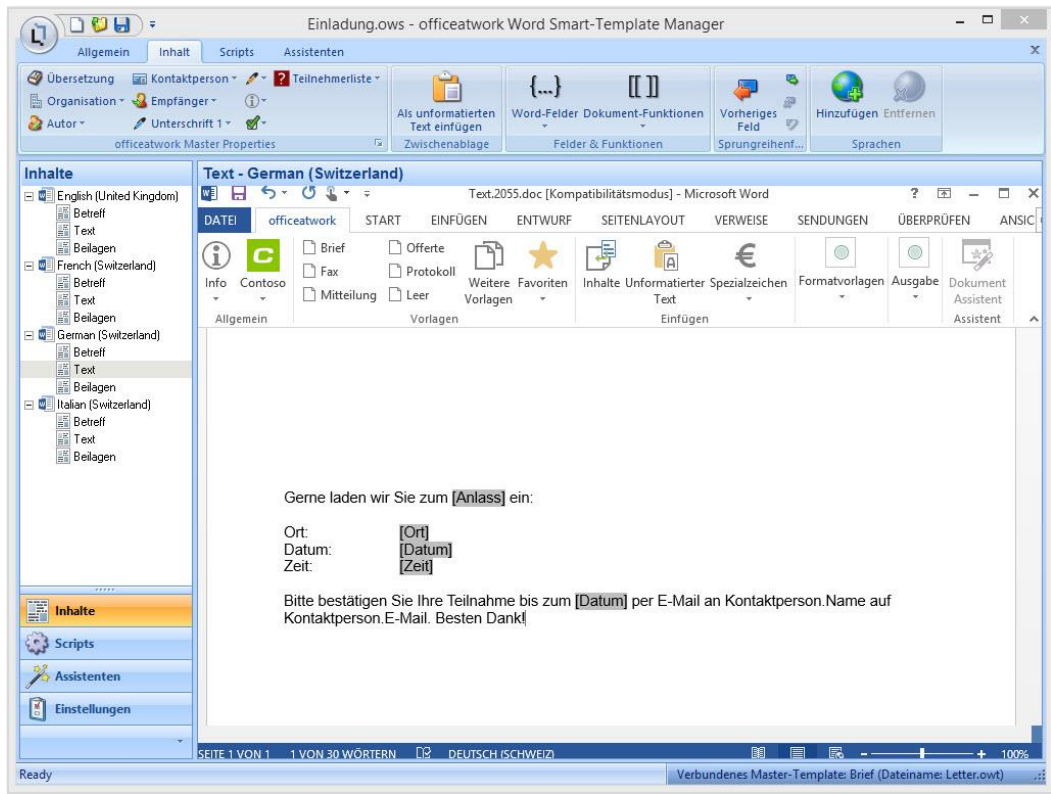 Einladung.ows - officeatwork Word Smart-Template Manager
Allgemein Inhalt Scripts Assistenten
Übersetzung Kontaktperson Teilnehmerliste
Organisation Empfänger
Autor Unterschrift 1
officeatwork Master Properties
Als unformatierten
Text einfügen
Zwischenablage
{...} [[ ]]
Word-Felder Dokument-Funktionen
Felder & Funktionen
Vorheriges
Feld
Sprungreihenf...
Hinzufügen Entfernen
Sprachen
Inhalte
English (United Kingdom)
Betreff
Text
Beilagen
French (Switzerland)
Betreff
Text
Beilagen
German (Switzerland)
Betreff
Text
Beilagen
Italian (Switzerland)
Betreff
Text
Beilagen
Inhalte
Scripts
Assistenten
Einstellungen
Text - German (Switzerland)
Text.2055.doc [Kompatibilitätsmodus] - Microsoft Word
DATEI officeatwork START EINFÜGEN ENTWURF SEITENLAYOUT VERWEISE SENDUNGEN ÜBERPRÜFEN ANSIC
Info Contoso
Allgemein
Brief Offerte
Fax Protokoll
Mitteilung Leer
Weitere
Vorlagen
Favoriten
Vorlagen
Inhalte Unformatierter
Text
Spezialzeichen
Einfügen
Formatvorlagen Ausgabe Dokument
Assistent
Assistent
Gerne laden wir Sie zum [Anlass] ein:
Ort: [Ort]
Datum: [Datum]
Zeit: [Zeit]
Bitte bestätigen Sie Ihre Teilnahme bis zum [Datum] per E-Mail an Kontaktperson.Name auf
Kontaktperson.E-Mail. Besten Dank!
SEITE 1 VON 1 1 VON 30 WÖRTERN DEUTSCH (SCHWEIZ) 100%
Ready Verbundenes Master-Template: Brief (Dateiname: Letter.owt)